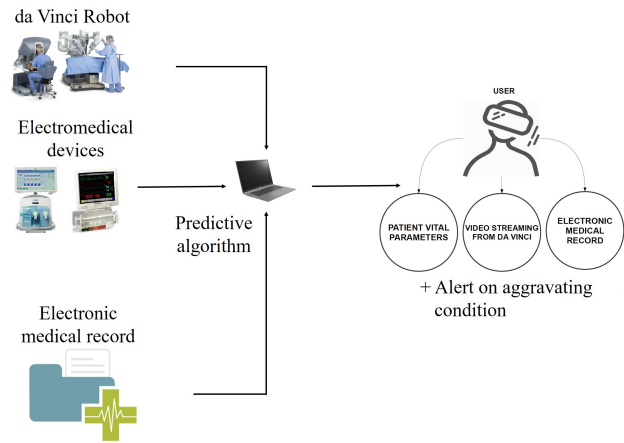 da Vinci Robot
Electromedical
devices
Predictive
algorithm
Electronic
medical record
USER
PATIENT VITAL
PARAMETERS
VIDEO STREAMING
FROM DA VINCI
ELECTRONIC
MEDICAL
RECORD
+ Alert on aggravating
condition